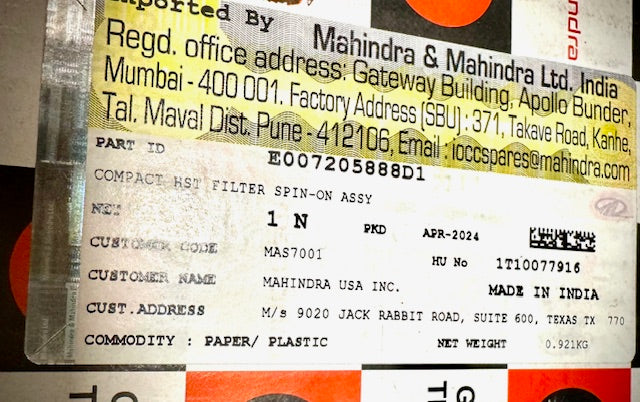 Imported By Mahindra & Mahindra Ltd. India
Regd. office address: Gateway Building, Apollo Bunder,
Mumbai - 400 001. Factory Address (SBU) : 371, Takave Road, Kanhe,
Tal. Maval Dist. Pune - 412106, Email : ioccspares@mahindra.com
PART ID E007205888D1
COMPACT HST FILTER SPIN-ON ASSY
NET 1 N PKD APR-2024
CUSTOMER CODE MAS7001 HU No 1T10077916
CUSTOMER NAME MAHINDRA USA INC. MADE IN INDIA
CUST.ADDRESS M/s 9020 JACK RABBIT ROAD, SUITE 600, TEXAS TX 770
COMMODITY : PAPER/ PLASTIC NET WEIGHT 0.921KG